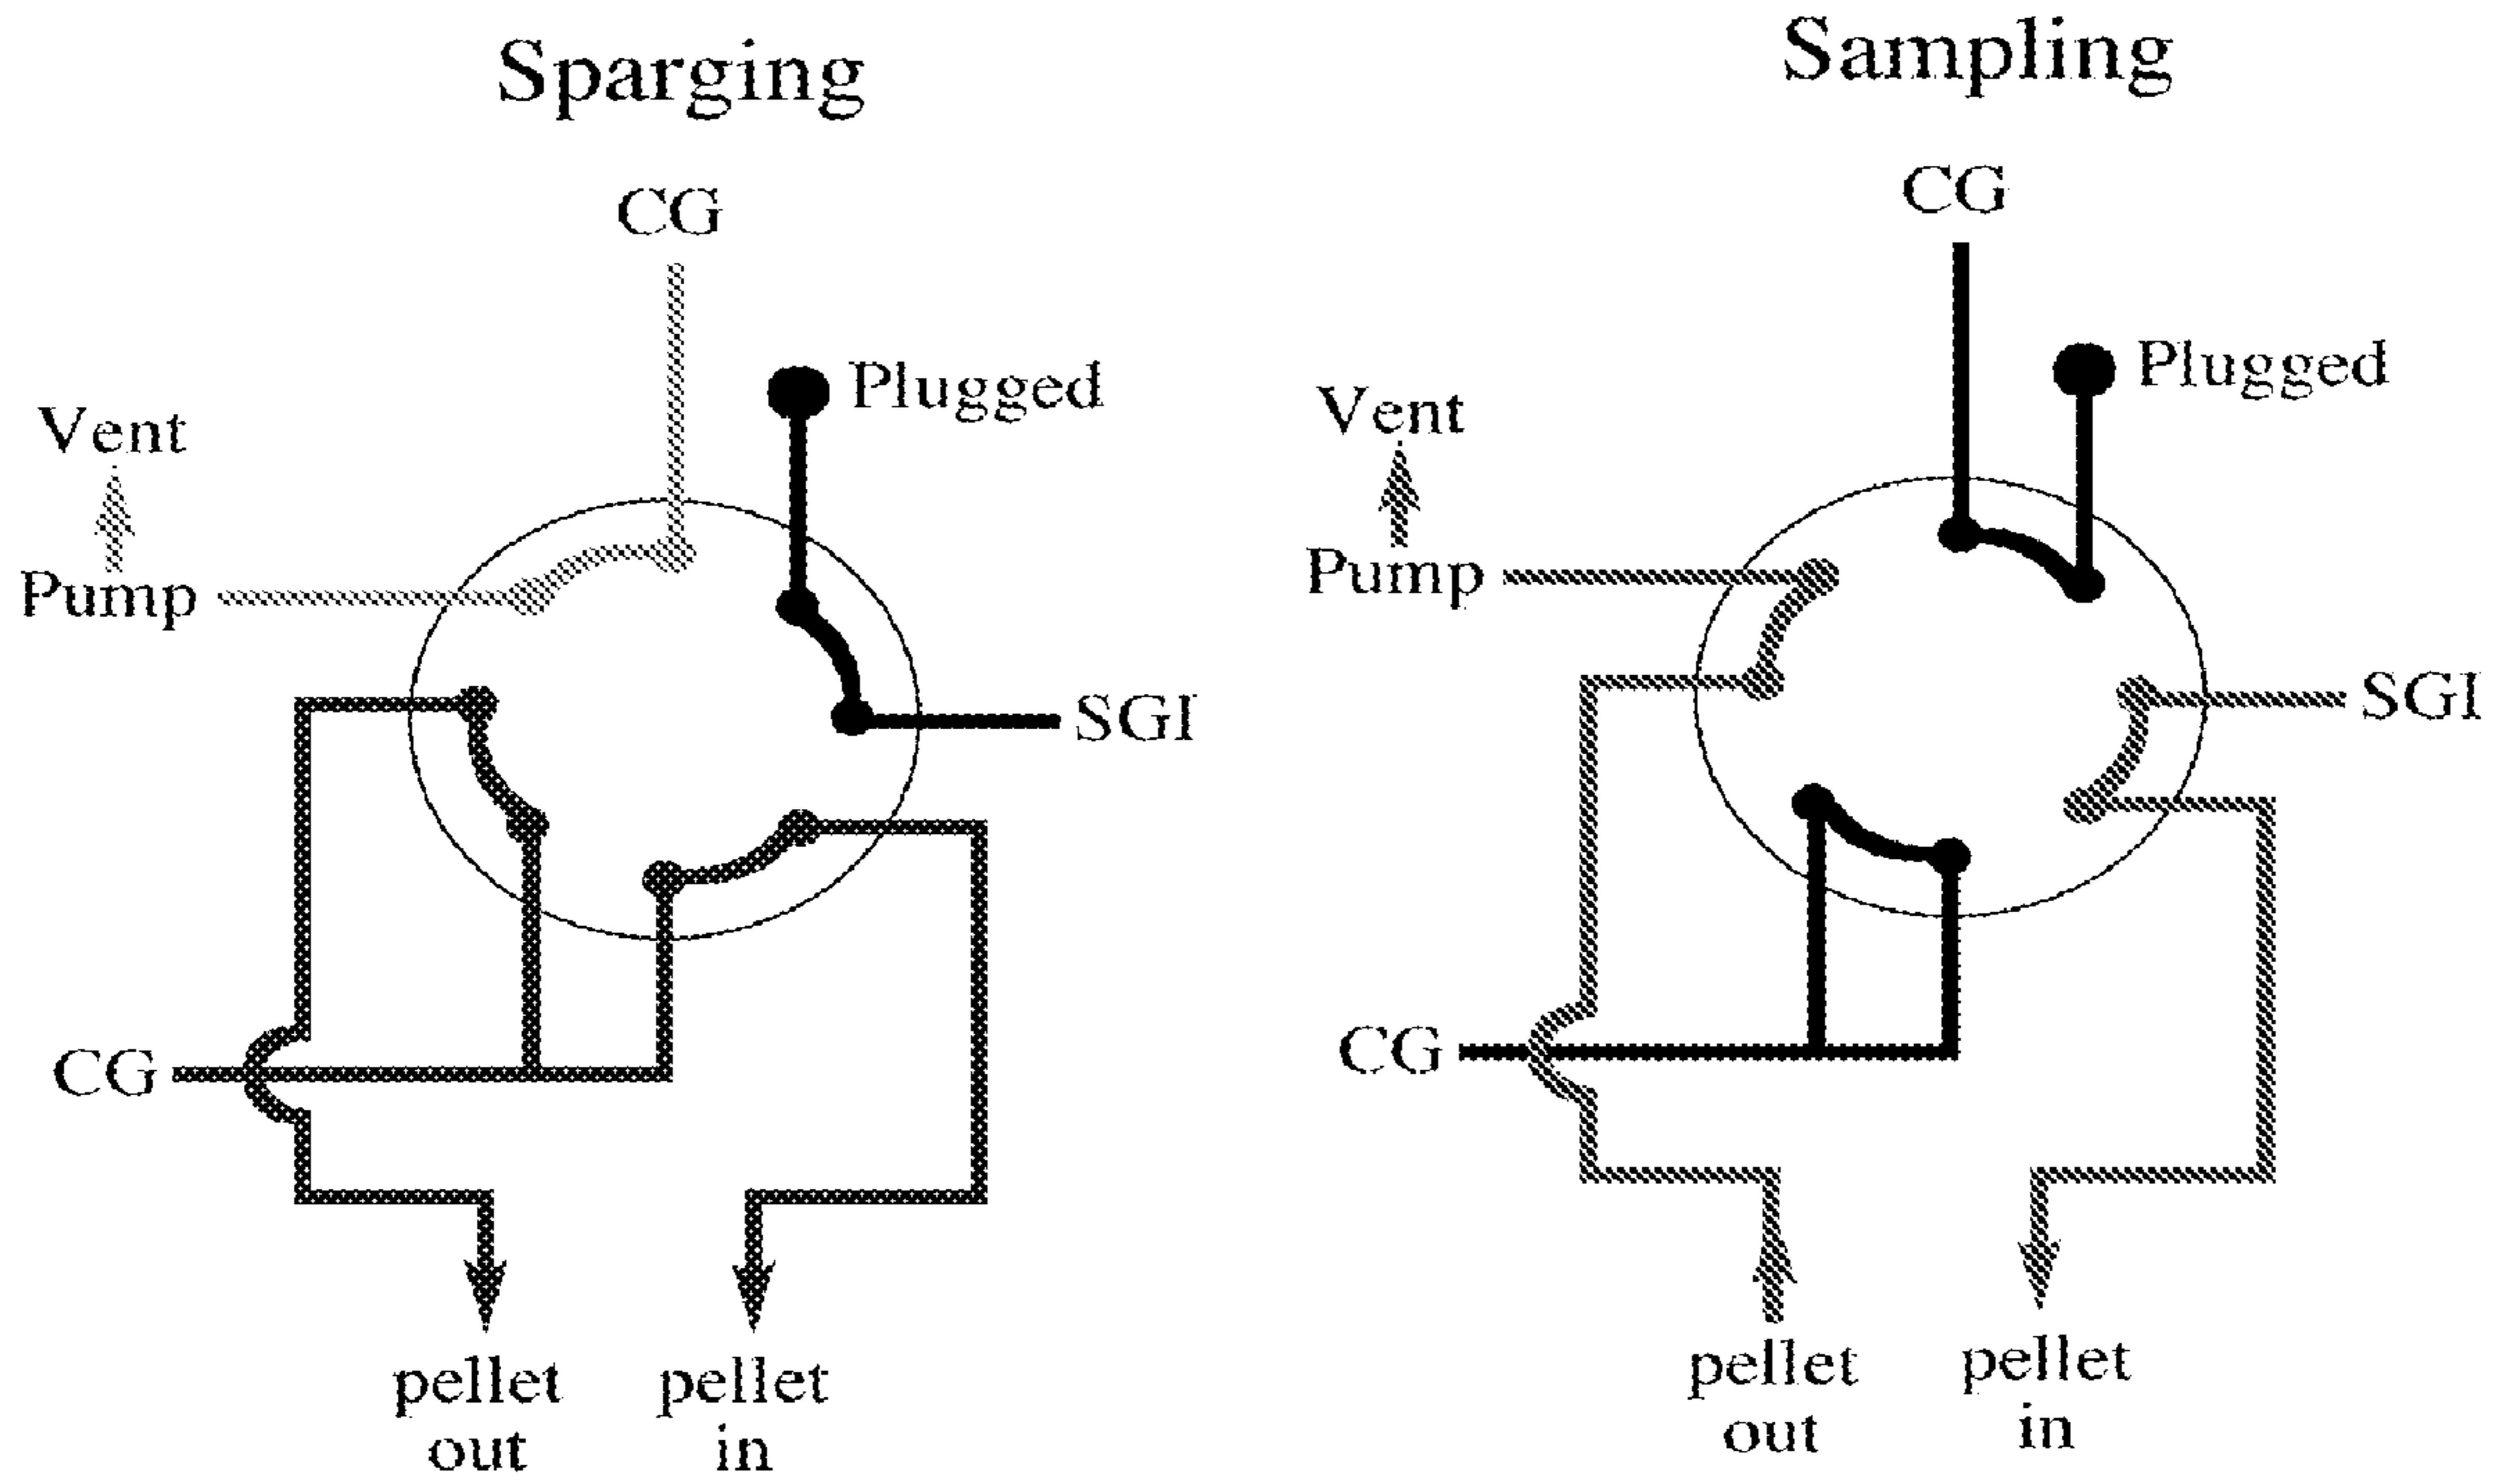 Sparging
CG
Plugged
Vent
Pump
SGI
CG
pellet
out
pellet
in
Sampling
CG
Plugged
Vent
Pump
SGI
CG
pellet
out
pellet
in